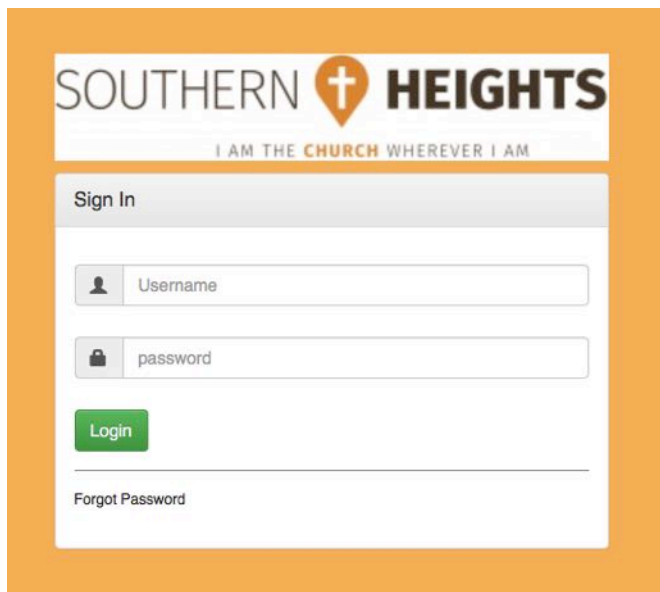 SOUTHERN HEIGHTS
I AM THE CHURCH WHEREVER I AM
Sign In
Username
password
Login
Forgot Password